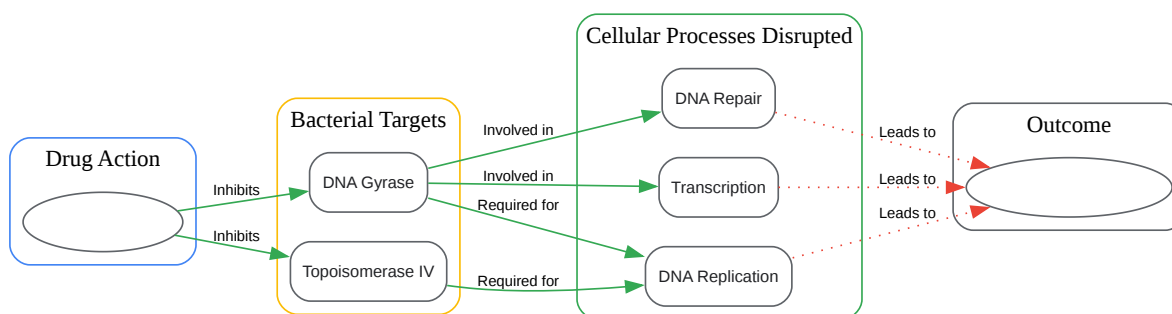 Drug Action
Inhibits
Inhibits
Bacterial Targets
DNA Gyrase
Topoisomerase IV
Involved in
Involved in
Required for
Required for
Cellular Processes Disrupted
DNA Repair
Transcription
DNA Replication
Leads to
Leads to
Leads to
Outcome